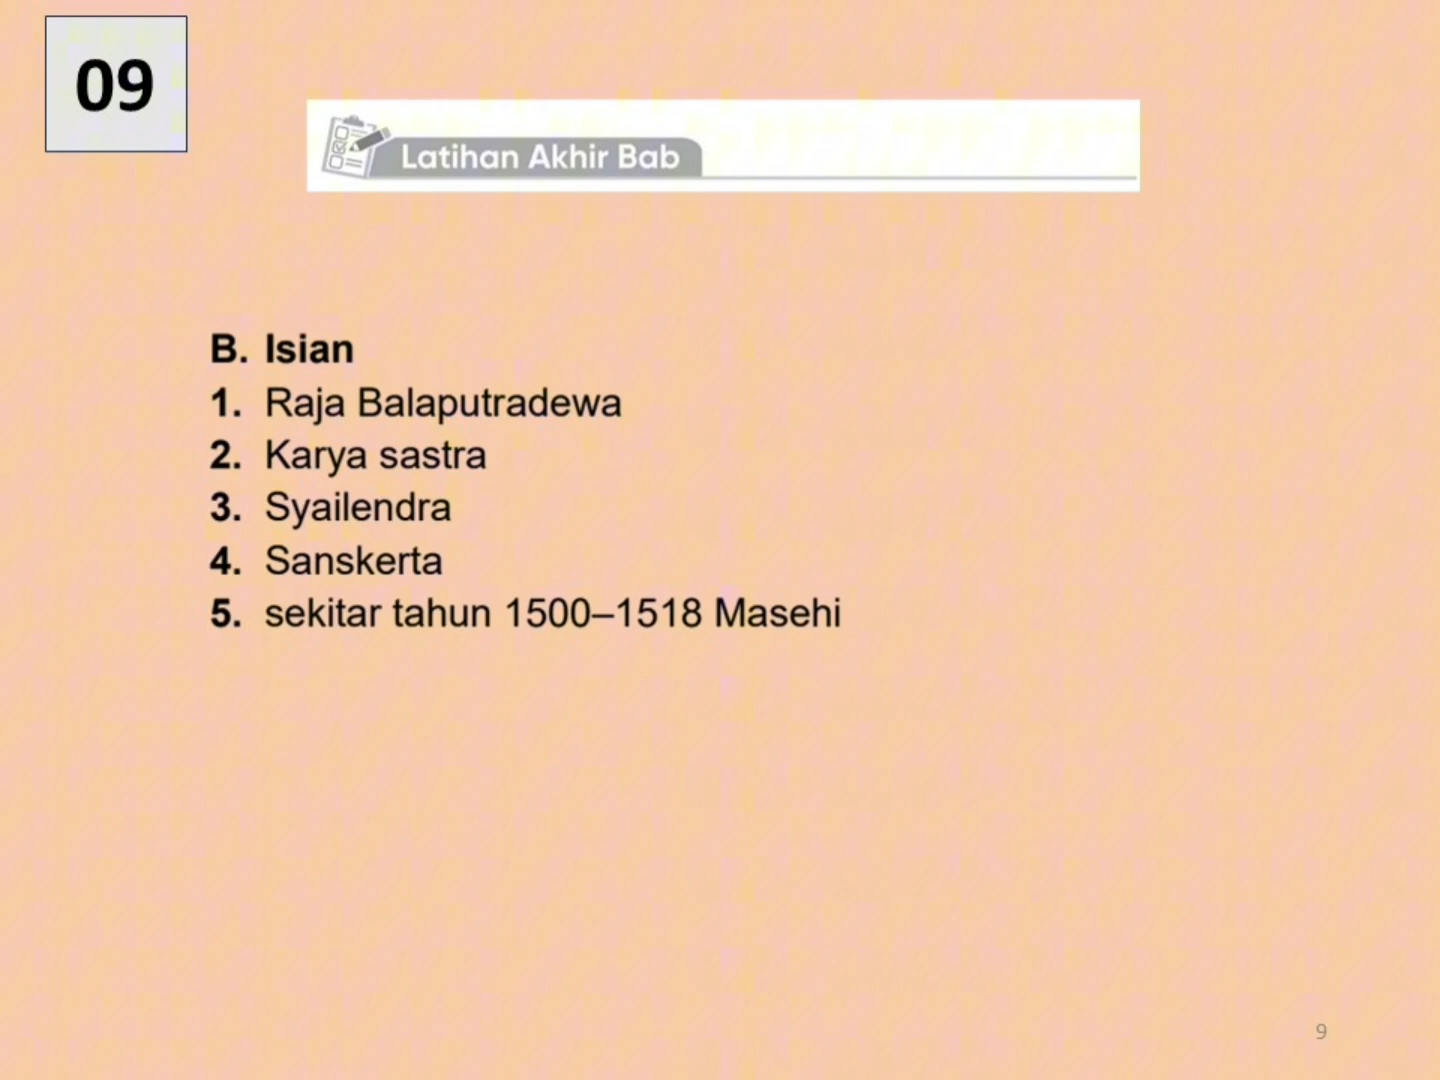 09
Latihan Akhir Bab
B. Isian
1. Raja Balaputradewa
2. Karya sastra
3. Syailendra
4. Sanskerta
5. sekitar tahun 1500–1518 Masehi
9